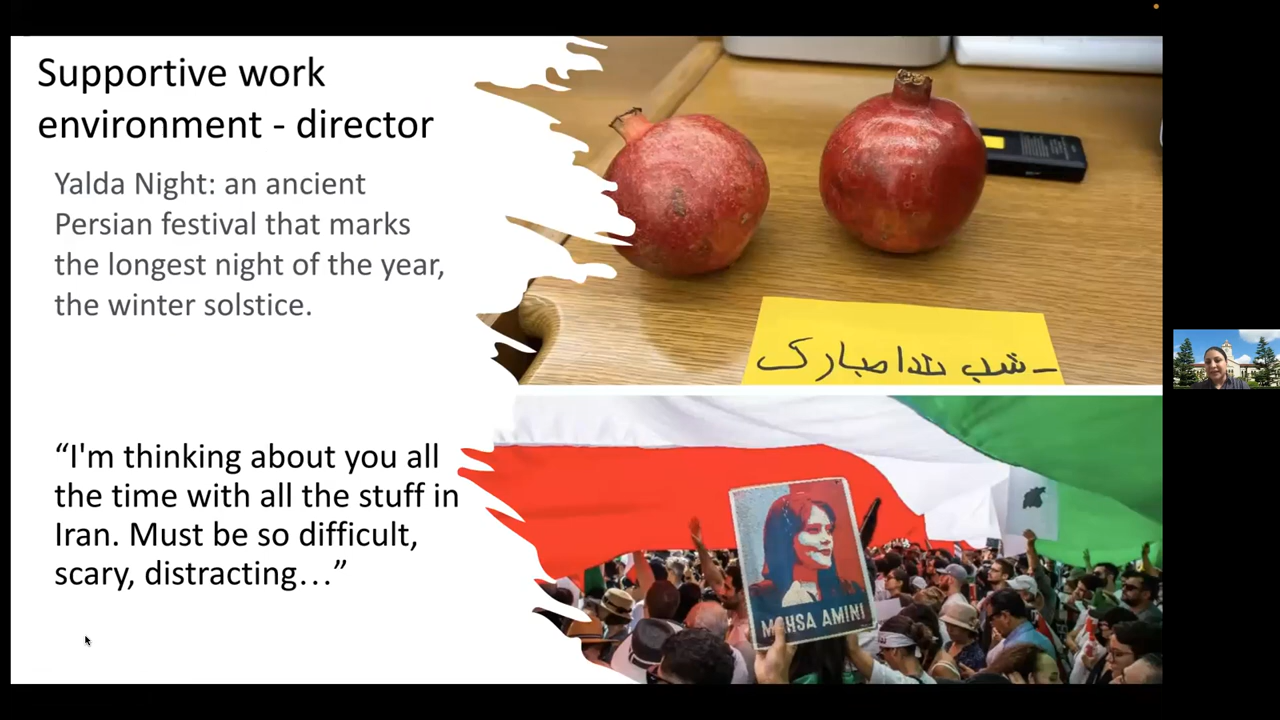 Supportive work
environment - director
Yalda Night: an ancient
Persian festival that marks
the longest night of the year,
the winter solstice.
شب یلدا مبارک
“I'm thinking about you all
the time with all the stuff in
Iran. Must be so difficult,
scary, distracting…”
MAHSA AMINI